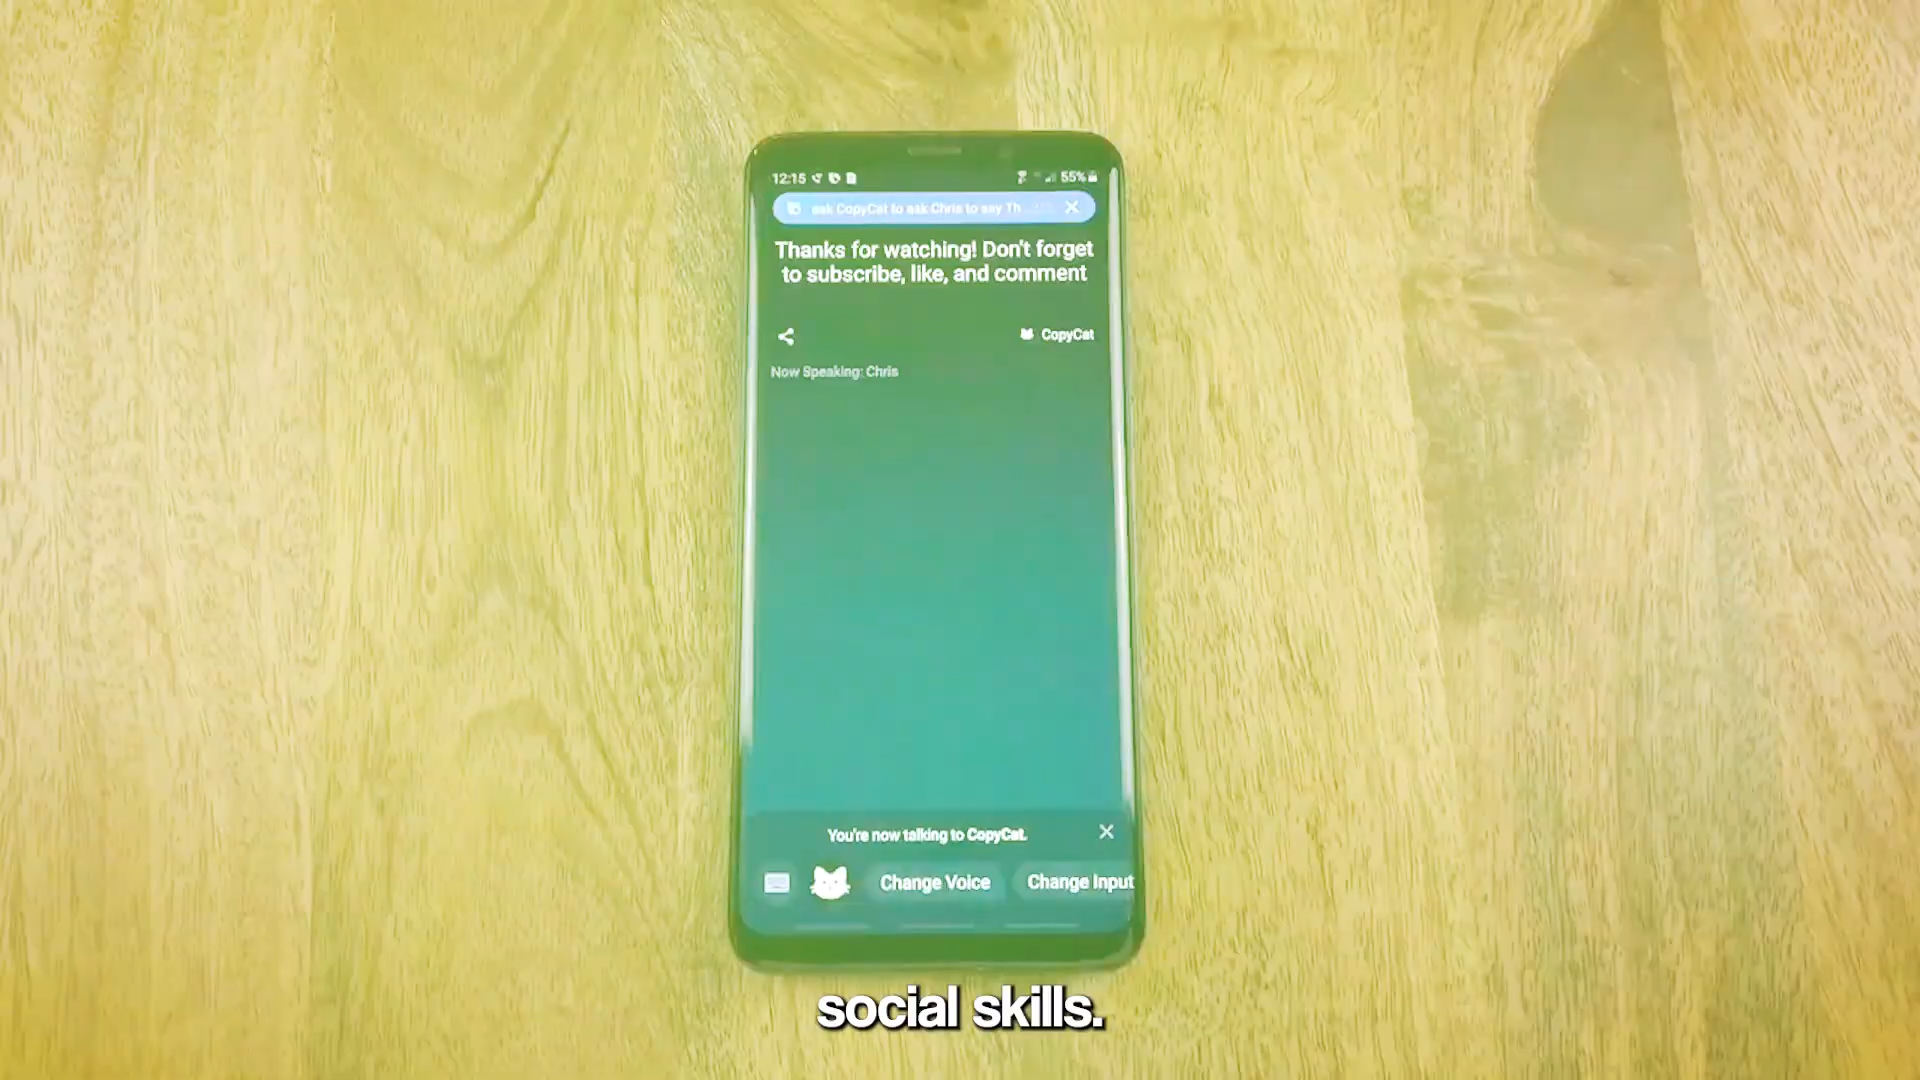 12:15
55%
ask CopyCat to ask Chris to say Th
Thanks for watching! Don't forget
to subscribe, like, and comment
CopyCat
Now Speaking: Chris
You're now talking to CopyCat.
Change Voice
Change Input
social skills.